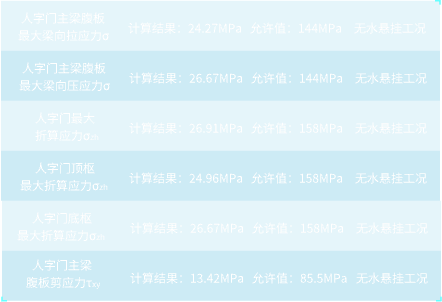 人字门主梁腹板
最大梁向拉应力σ
计算结果：24.27MPa 允许值：144MPa 无水悬挂工况
人字门主梁腹板
最大梁向压应力σ
计算结果：26.67MPa 允许值：144MPa 无水悬挂工况
人字门最大
折算应力σzh
计算结果：26.91MPa 允许值：158MPa 无水悬挂工况
人字门顶枢
最大折算应力σzh
计算结果：24.96MPa 允许值：158MPa 无水悬挂工况
人字门底枢
最大折算应力σzh
计算结果：26.67MPa 允许值：158MPa 无水悬挂工况
人字门主梁
腹板剪应力τxy
计算结果：13.42MPa 允许值：85.5MPa 无水悬挂工况